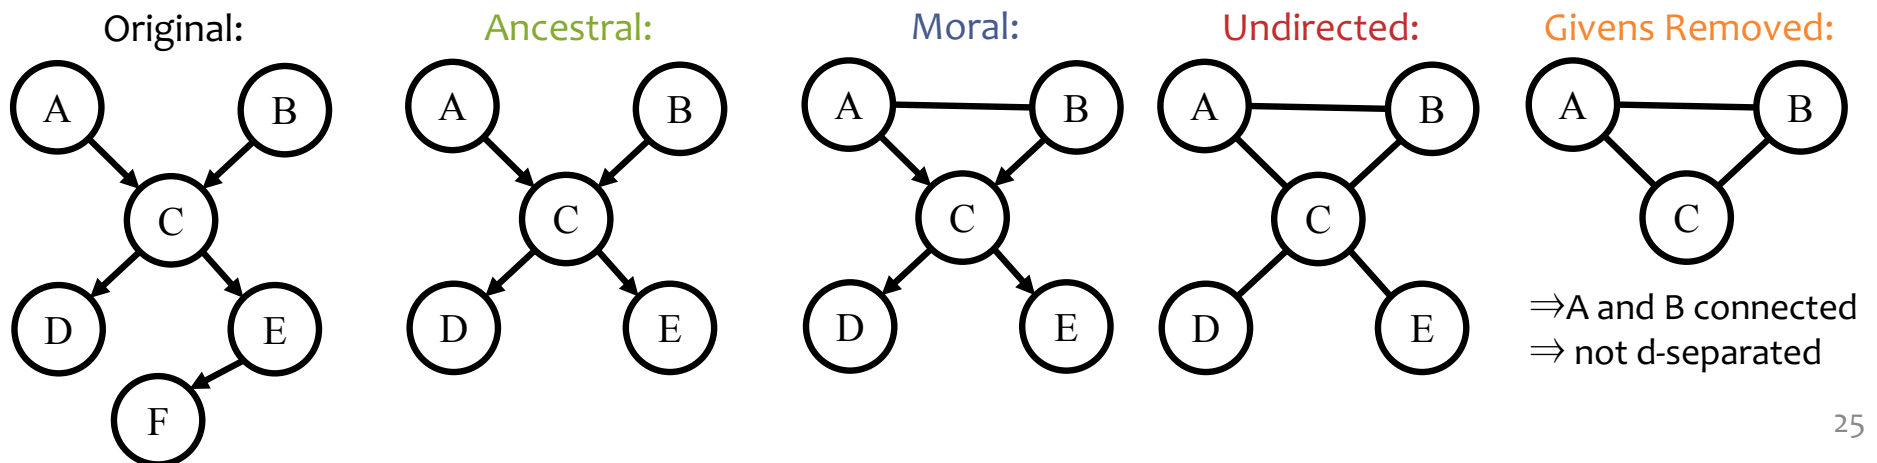 Original:
Ancestral:
Moral:
Undirected:
Givens Removed:
A
B
C
D
E
F
A
B
C
D
E
A
B
C
D
E
A
B
C
D
E
A
B
C
⇒A and B connected
⇒ not d-separated
25